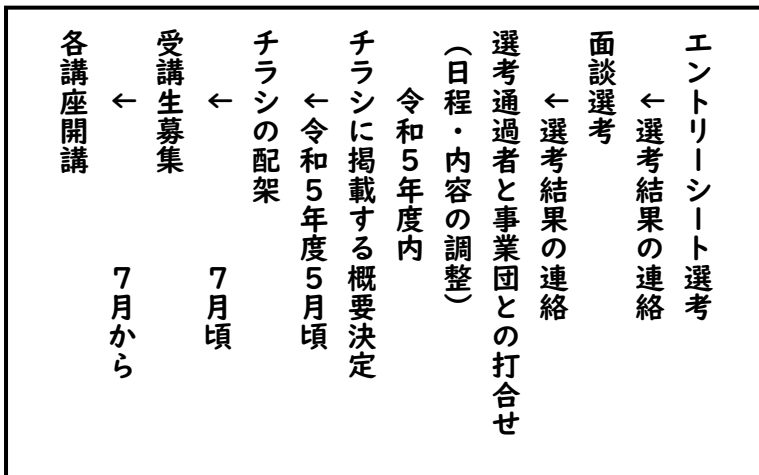 エントリーシート選考
← 選考結果の連絡
面談選考
← 選考結果の連絡
選考通過者と事業団との打合せ
（日程・内容の調整）
令和５年度内
チラシに掲載する概要決定
← 令和５年度５月頃
チラシの配架
← ７月頃
受講生募集
← ７月から
各講座開講